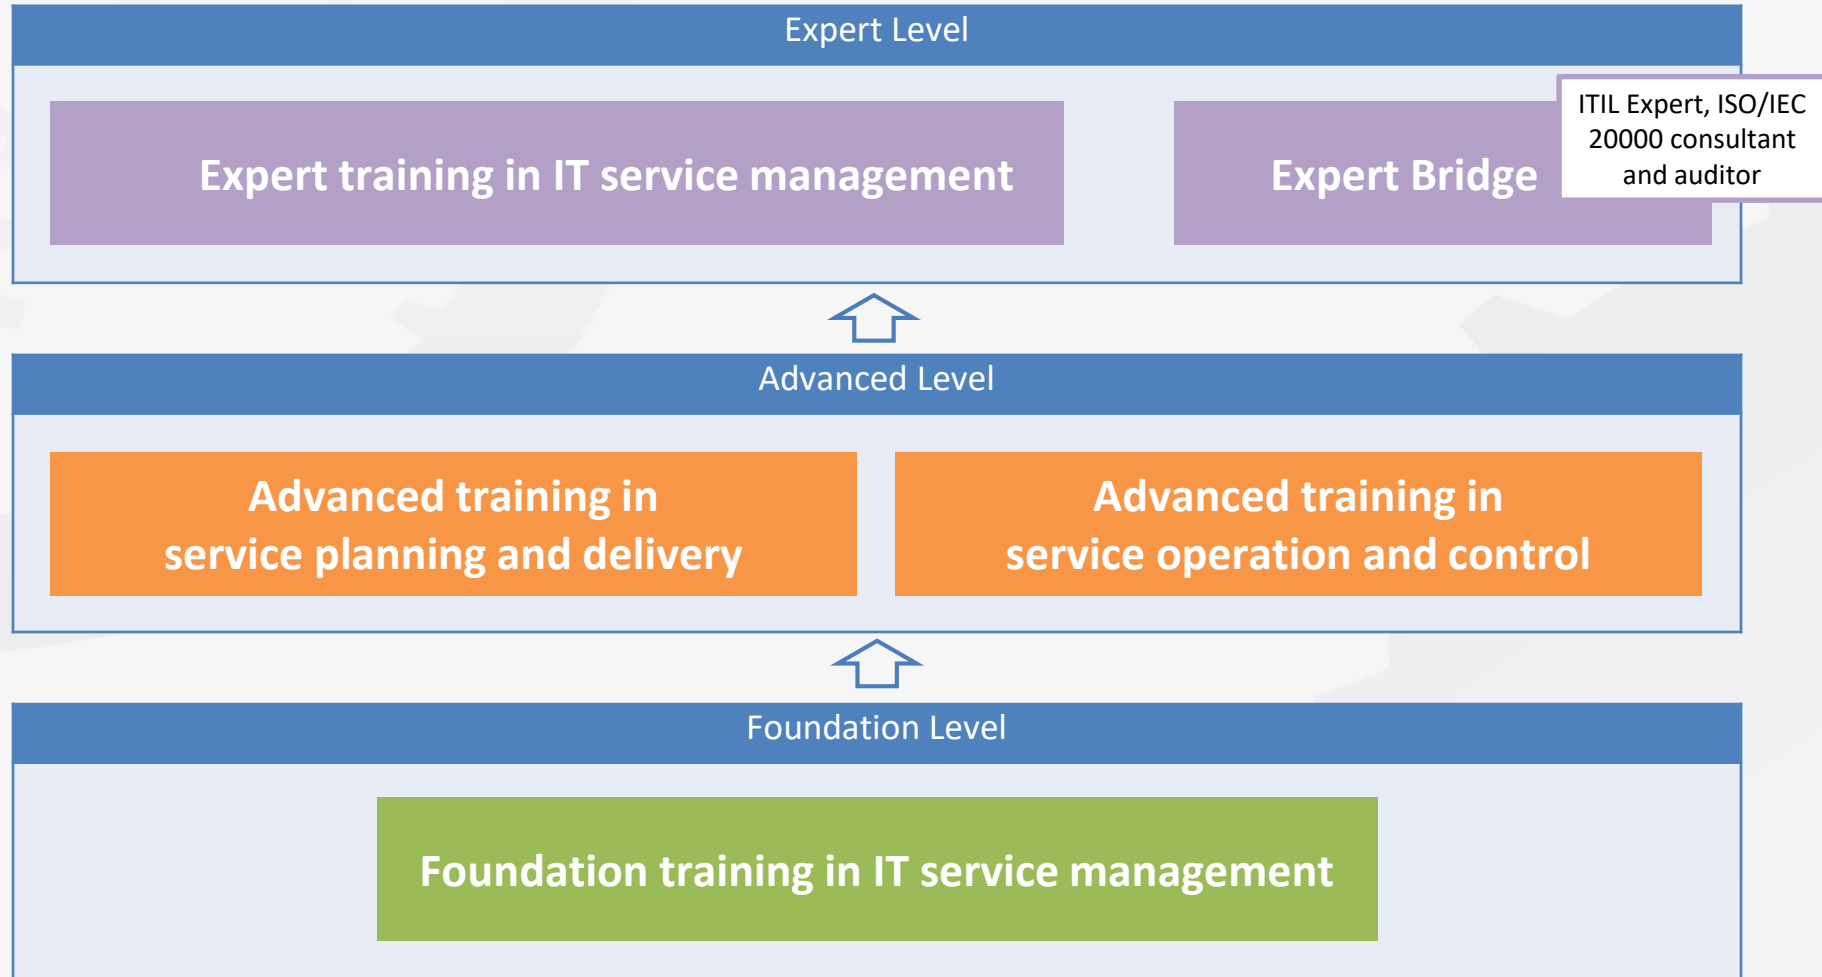 Expert Level
Expert training in IT service management
Expert Bridge
ITIL Expert, ISO/IEC
20000 consultant
and auditor
Advanced Level
Advanced training in
service planning and delivery
Advanced training in
service operation and control
Foundation Level
Foundation training in IT service management